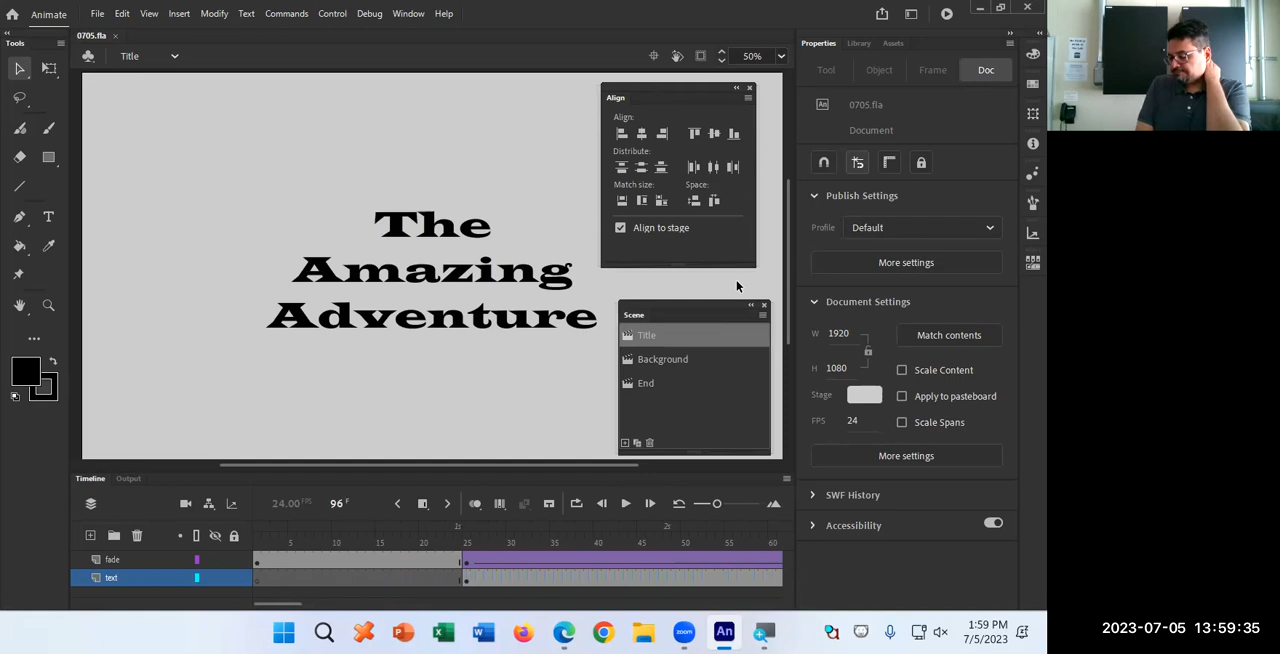 Animate
File Edit View Insert Modify Text Commands Control Debug Window Help
0705.fla
Tools
Title
50%
The
Amazing
Adventure
Align
Align:
Distribute:
Match size: Space:
Align to stage
Scene
Title
Background
End
Properties Library Assets
Tool Object Frame Doc
An 0705.fla
Document
Publish Settings
Profile Default
More settings
Document Settings
W 1920 Match contents
H 1080 Scale Content
Stage Apply to pasteboard
FPS 24 Scale Spans
More settings
SWF History
Accessibility
Timeline Output
24.00 FPS 96 F
1s 2s
5 10 15 20 25 30 35 40 45 50 55 60
fade
text
An
1:59 PM
7/5/2023
2023-07-05 13:59:35